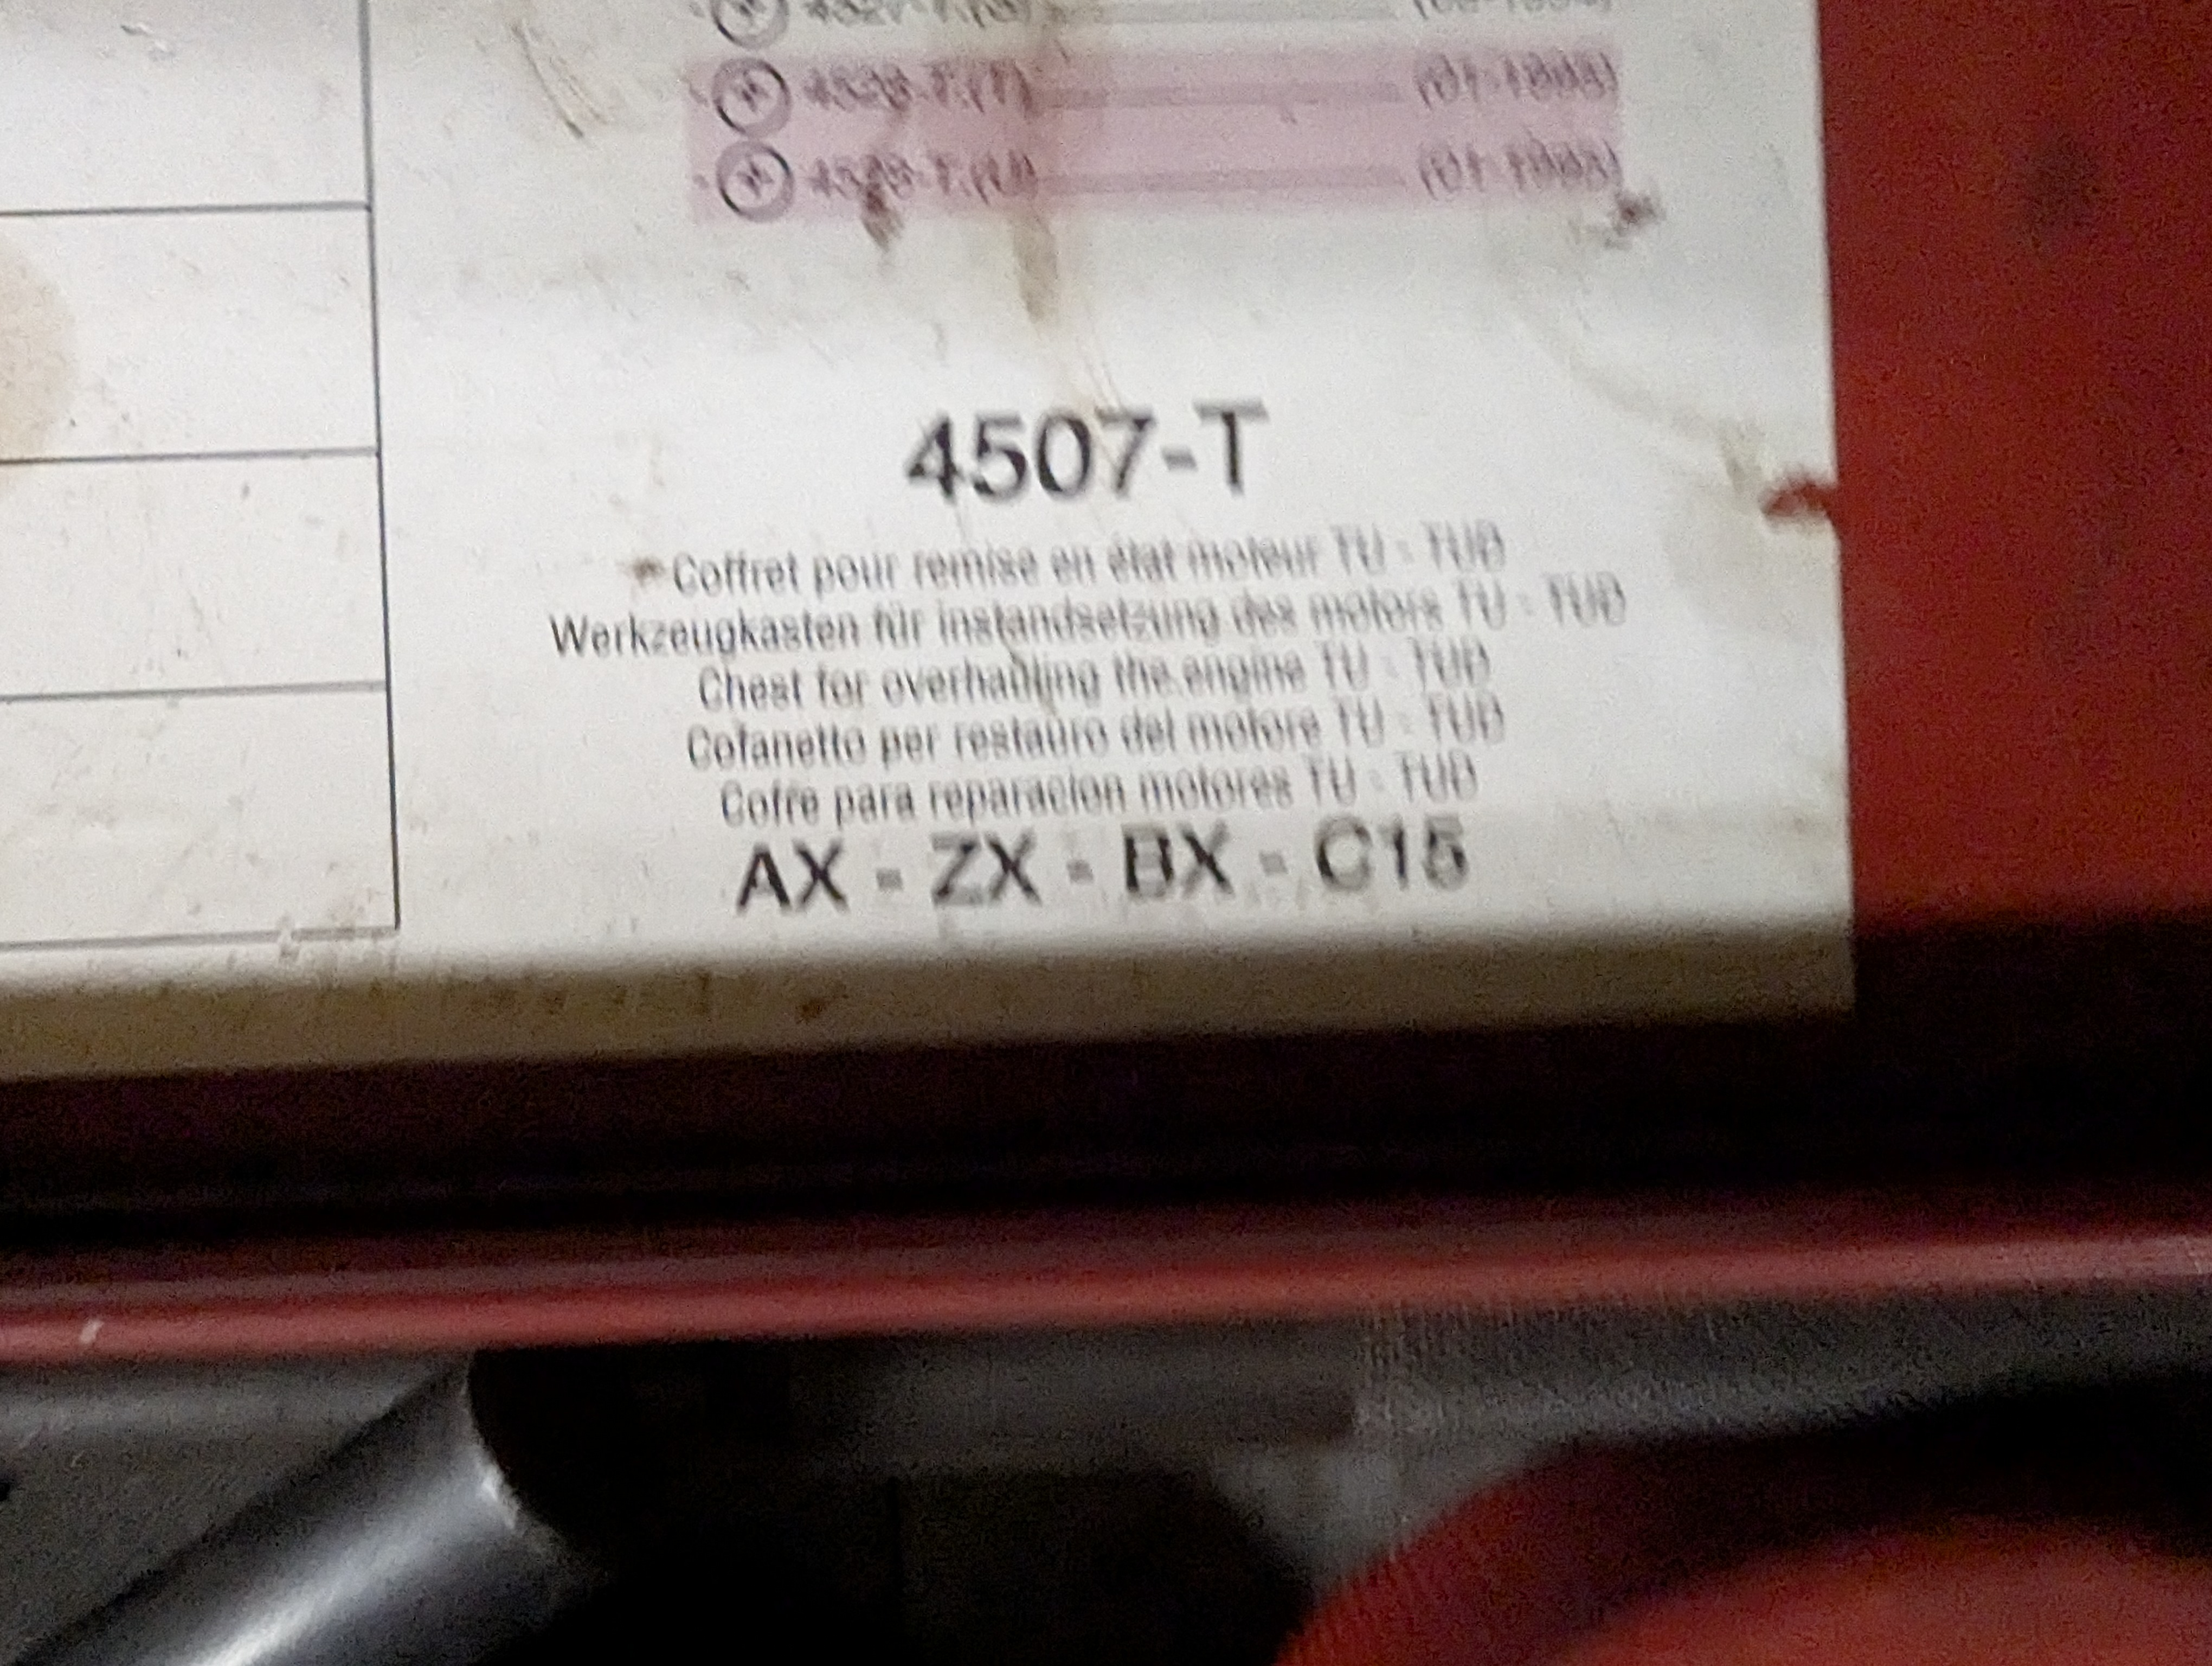 4507-T
Coffret pour remise en état moteur TU - TUD
Werkzeugkasten für instandsetzung des motors TU - TUD
Chest for overhauling the engine TU - TUD
Cofanetto per restauro del motore TU - TUD
Cofre para reparacion motores TU - TUD
AX - ZX - BX - C15